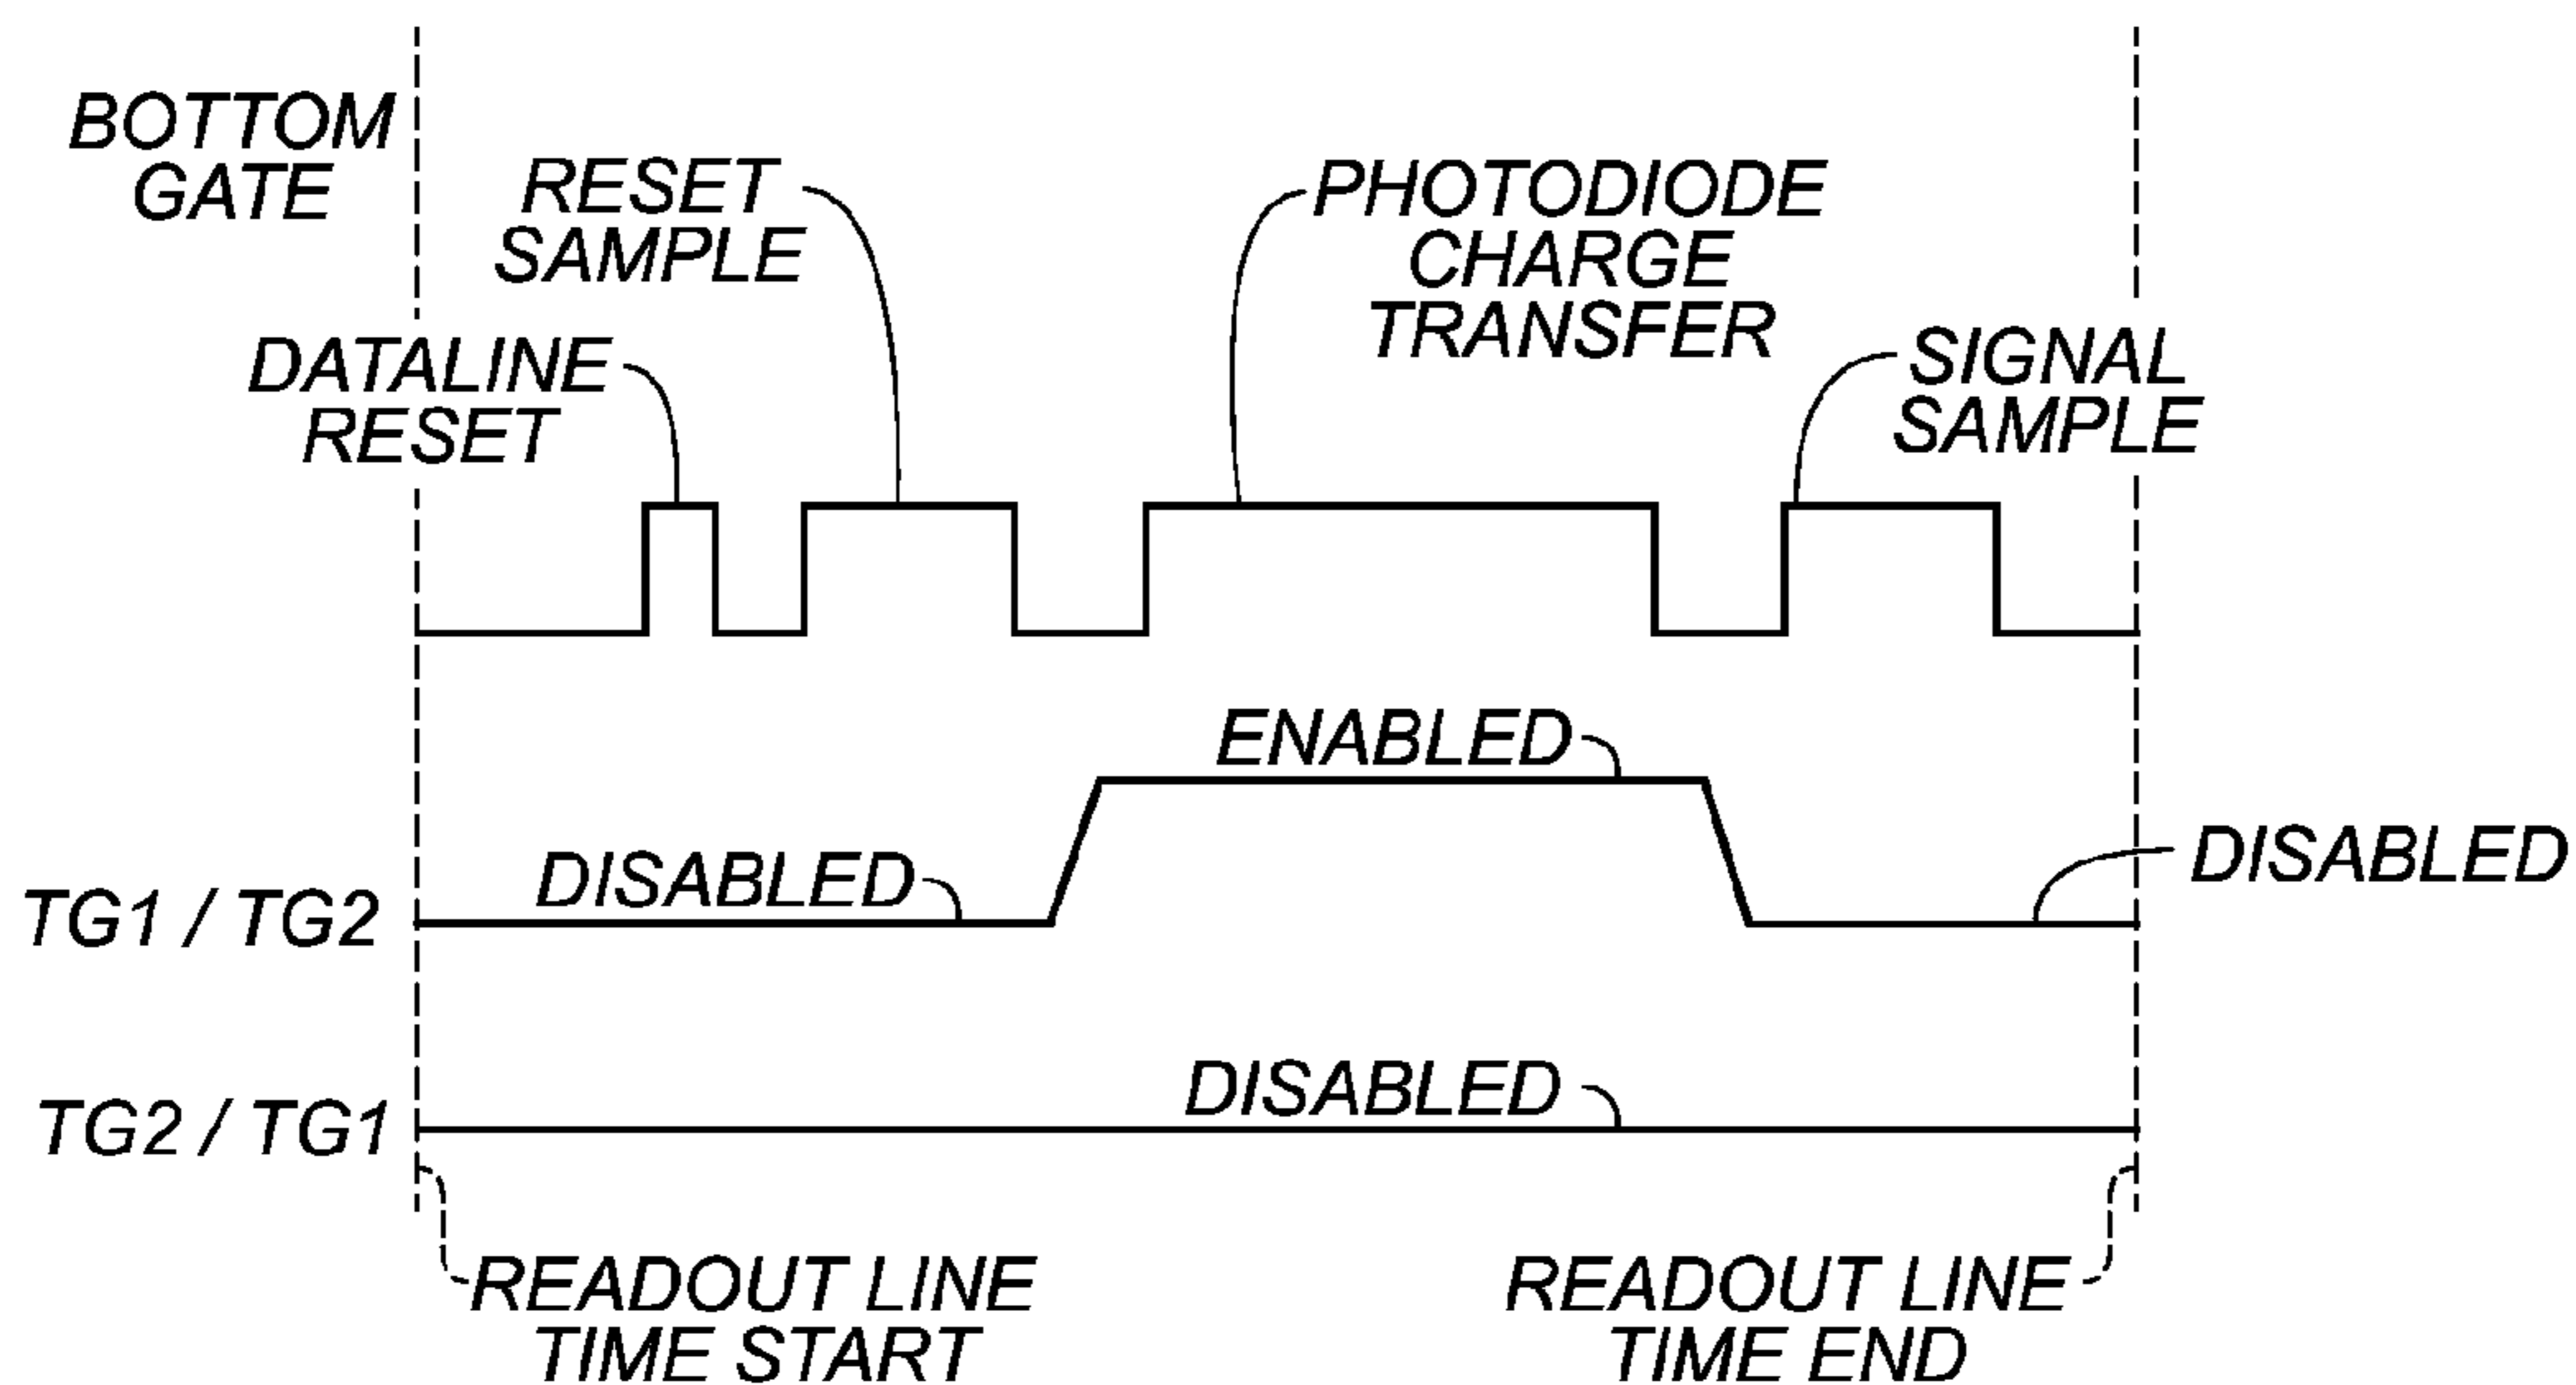 BOTTOM
GATE
RESET
SAMPLE
PHOTODIODE
CHARGE
TRANSFER
DATALINE
RESET
SIGNAL
SAMPLE
ENABLED
DISABLED
DISABLED
TG1 / TG2
DISABLED
TG2 / TG1
READOUT LINE
TIME START
READOUT LINE
TIME END